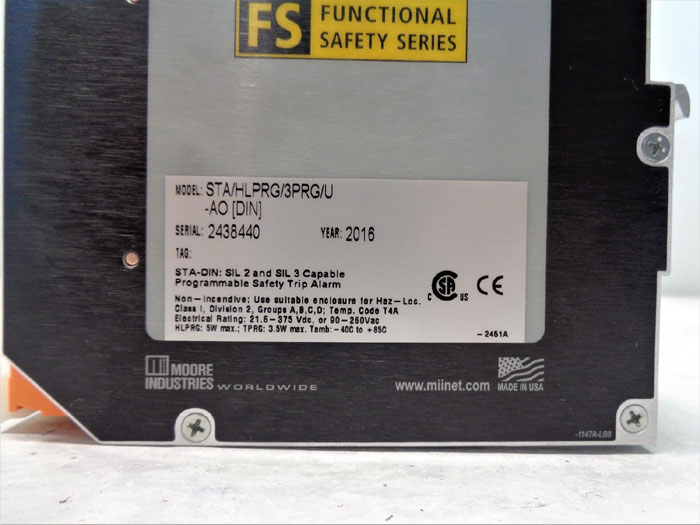 FS
FUNCTIONAL
SAFETY SERIES
MODEL: STA/HLPRG/3PRG/U
-AO [DIN]
SERIAL: 2438440 YEAR: 2016
TAG:
STA-DIN: SIL 2 and SIL 3 Capable
Programmable Safety Trip Alarm
Non-incendive: Use suitable enclosure for Haz-Loc.
Class I, Division 2, Groups A,B,C,D; Temp. Code T4A
Electrical Rating: 21.6-375 Vdc, or 90-260Vac
HLPRG: 5W max.; TPRG: 3.5W max. Tamb: -40C to +85C
C SA US CE
-2451A
MOORE
INDUSTRIES WORLDWIDE
www.miinet.com
MADE IN USA
-1147A-LB8